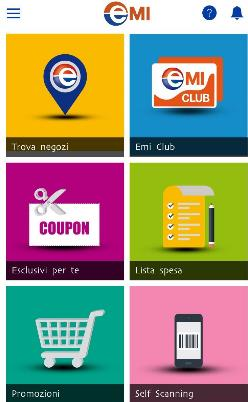 eMI
?
e
eMI
CLUB
Trova negozi
Emi Club
COUPON
Esclusivi per te
Lista spesa
Promozioni
Self Scanning